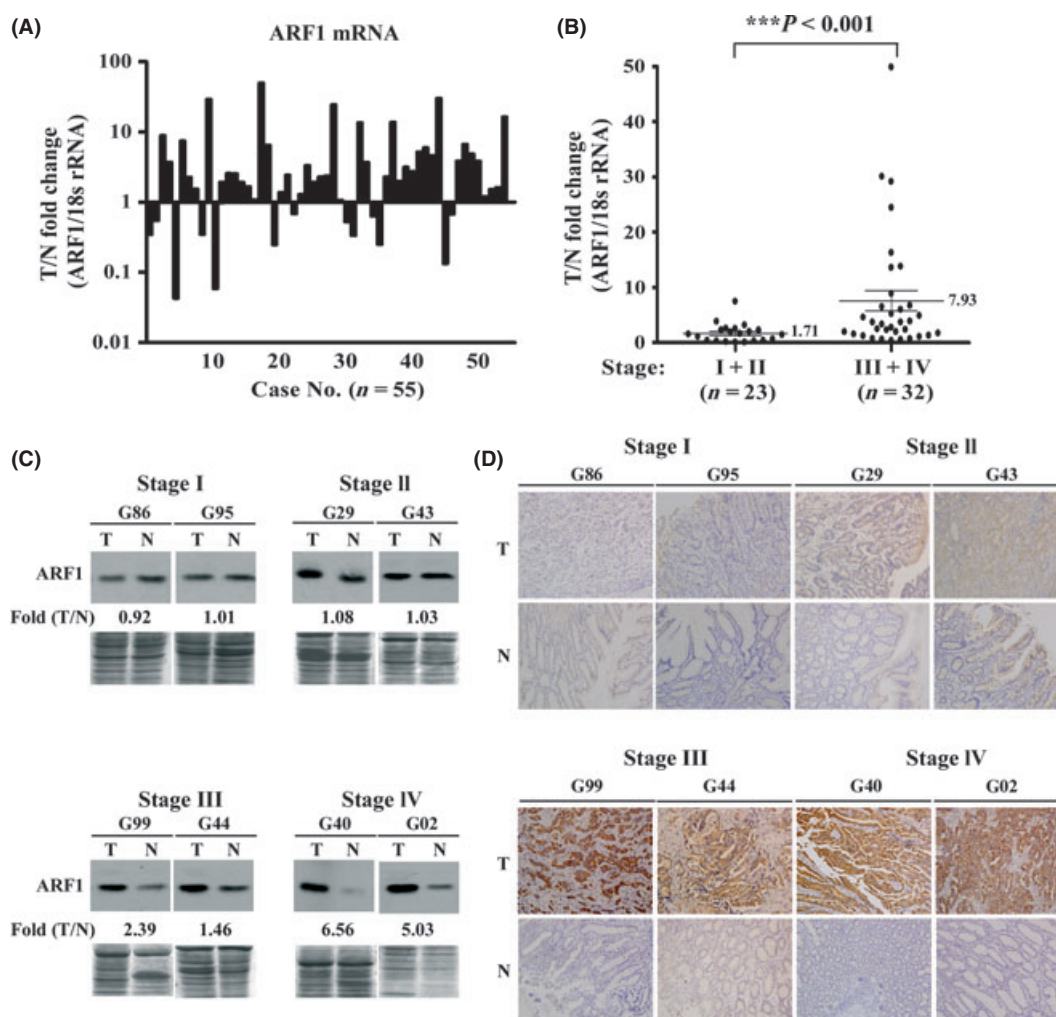 (A)
ARF1 mRNA
T/N fold change
(ARF1/18s rRNA)
100
10
1
0.1
0.01
10 20 30 40 50
Case No. (n = 55)
(B)
***P < 0.001
T/N fold change
(ARF1/18s rRNA)
50
40
30
20
10
0
1.71
7.93
Stage: I + II III + IV
(n = 23) (n = 32)
(C)
Stage I Stage II
G86 G95 G29 G43
T N T N T N T N
ARF1
Fold (T/N) 0.92 1.01 1.08 1.03
Stage III Stage IV
G99 G44 G40 G02
T N T N T N T N
ARF1
Fold (T/N) 2.39 1.46 6.56 5.03
(D)
Stage I Stage II
G86 G95 G29 G43
T
N
Stage III Stage IV
G99 G44 G40 G02
T
N